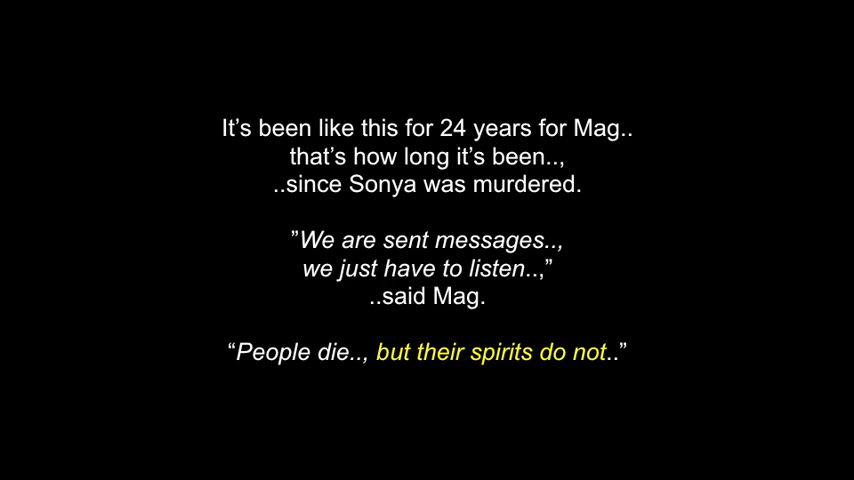 It’s been like this for 24 years for Mag..
that’s how long it’s been..,
..since Sonya was murdered.
”We are sent messages..,
we just have to listen..,”
..said Mag.
“People die.., but their spirits do not..”